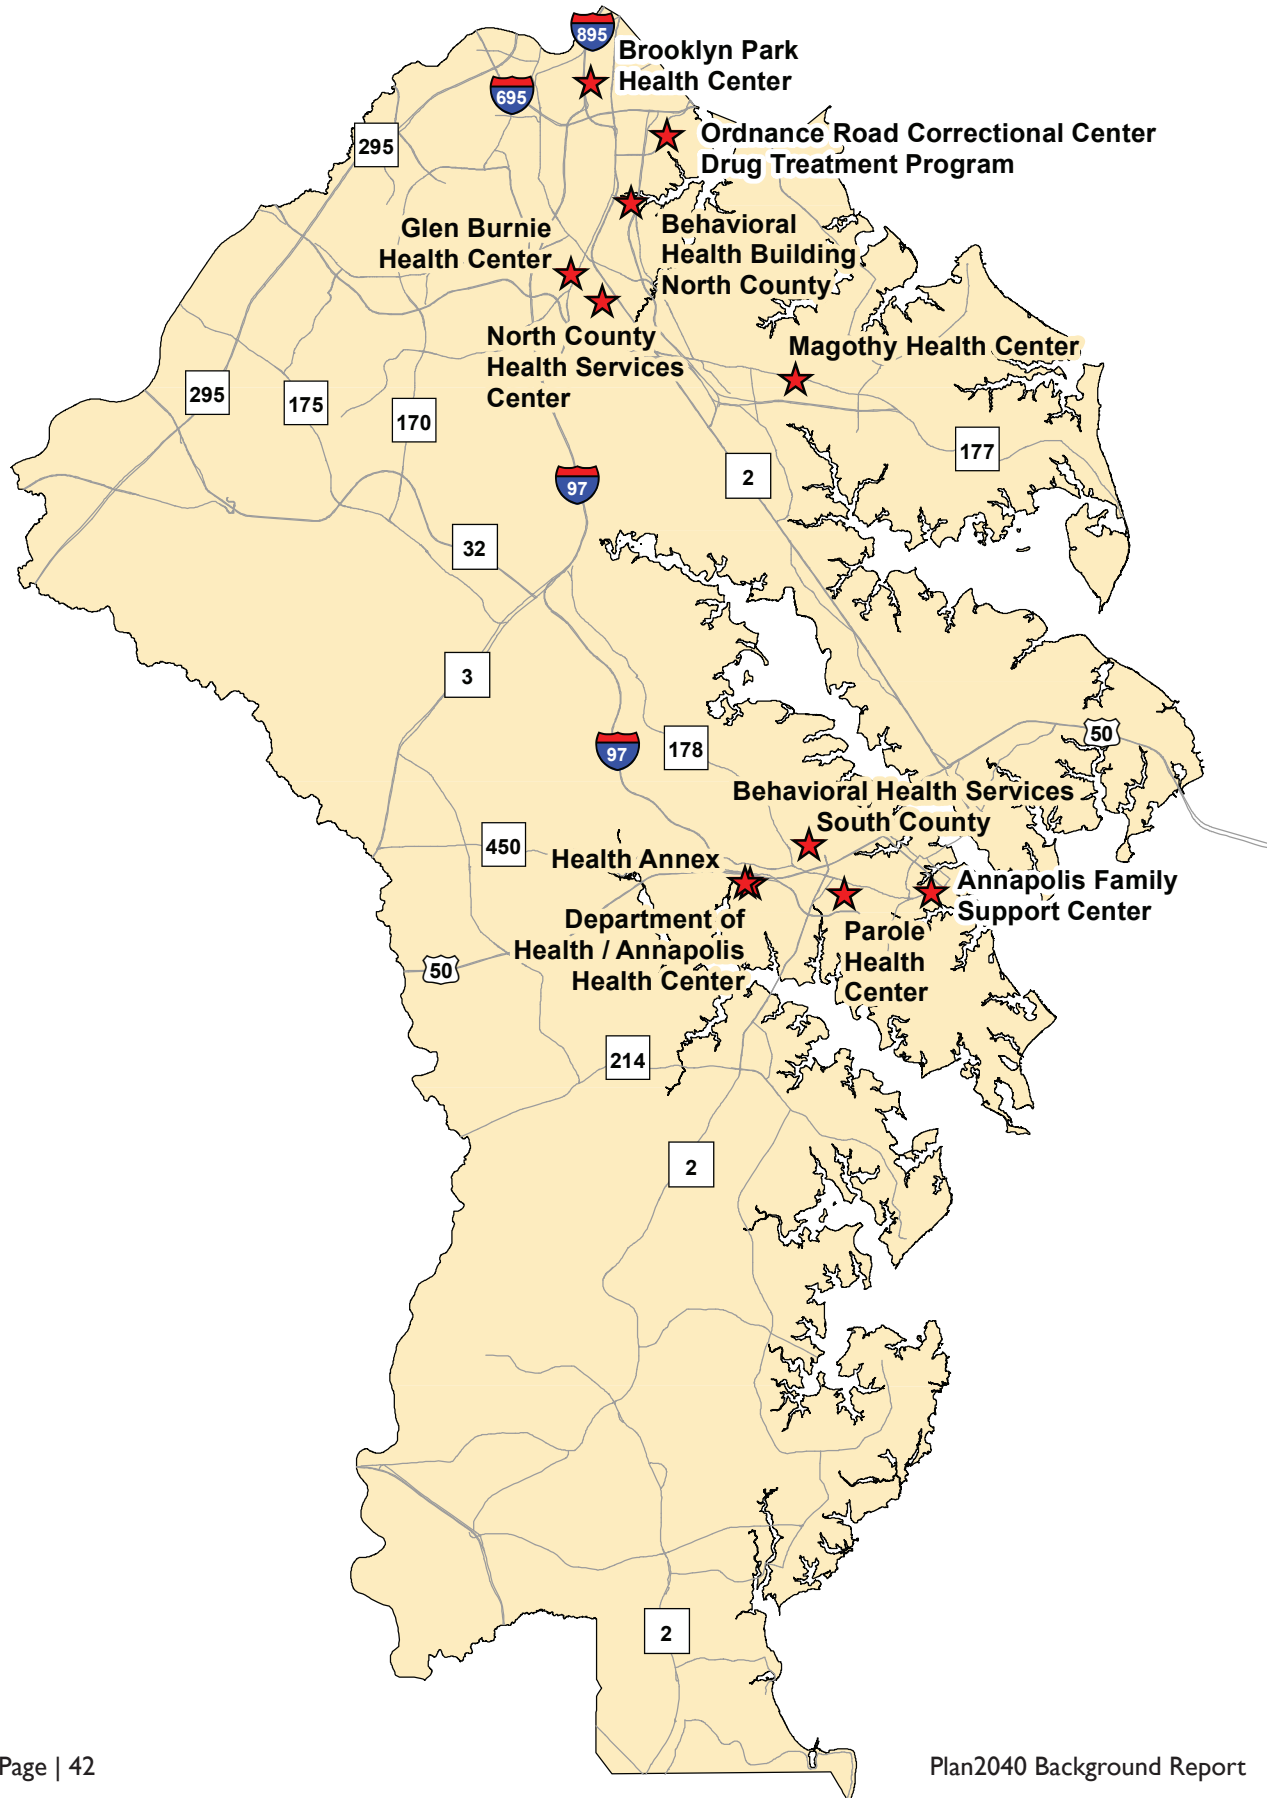 895
Brooklyn Park
Health Center
695
295
Ordnance Road Correctional Center
Drug Treatment Program
Glen Burnie
Health Center
Behavioral
Health Building
North County
North County
Health Services
Center
Magothy Health Center
295
175
170
177
2
97
32
3
97
178
50
Behavioral Health Services
South County
450
Health Annex
Annapolis Family
Support Center
Department of
Health / Annapolis
Health Center
Parole
Health
Center
50
214
2
2
Page | 42
Plan2040 Background Report